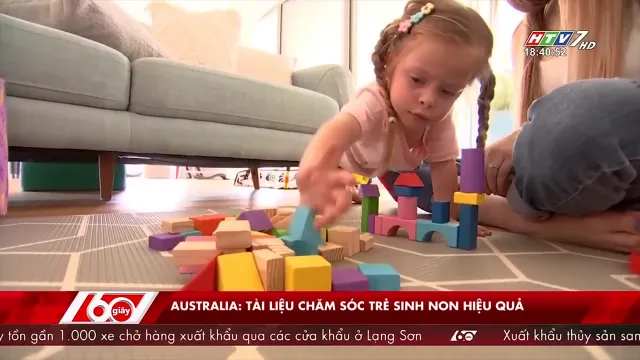 HTV7 HD
18:40:52
60 giây
AUSTRALIA: TÀI LIỆU CHĂM SÓC TRẺ SINH NON HIỆU QUẢ
tồn gần 1.000 xe chở hàng xuất khẩu qua các cửa khẩu ở Lạng Sơn 60 Xuất khẩu thủy sản